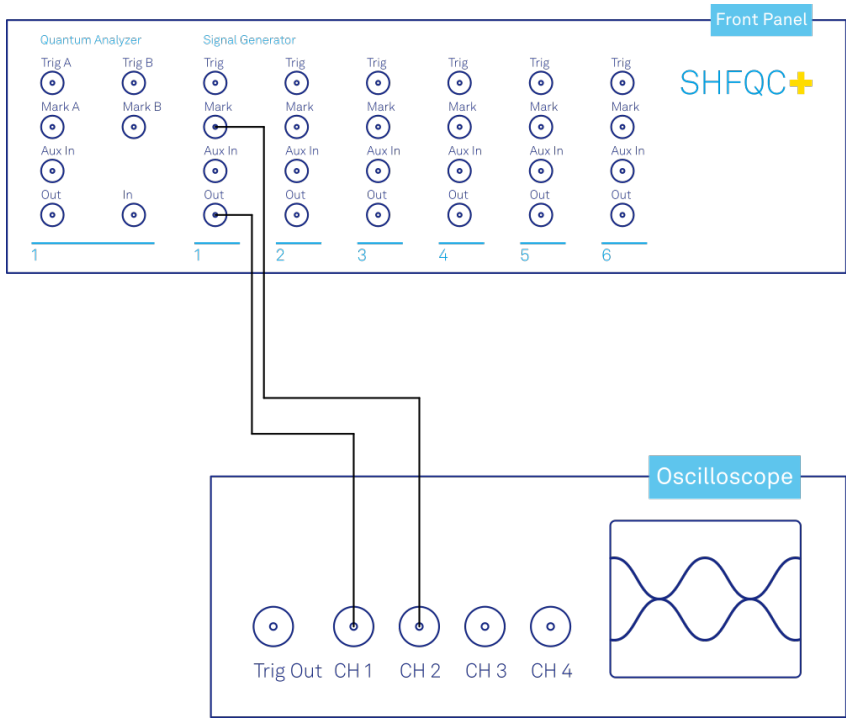 Front Panel
Quantum Analyzer Signal Generator
SHFQC+
Trig A Trig B Trig Trig Trig Trig Trig Trig
Mark A Mark B Mark Mark Mark Mark Mark Mark
Aux In Aux In Aux In Aux In Aux In Aux In Aux In
Out In Out Out Out Out Out Out
1 1 2 3 4 5 6
Oscilloscope
Trig Out CH 1 CH 2 CH 3 CH 4